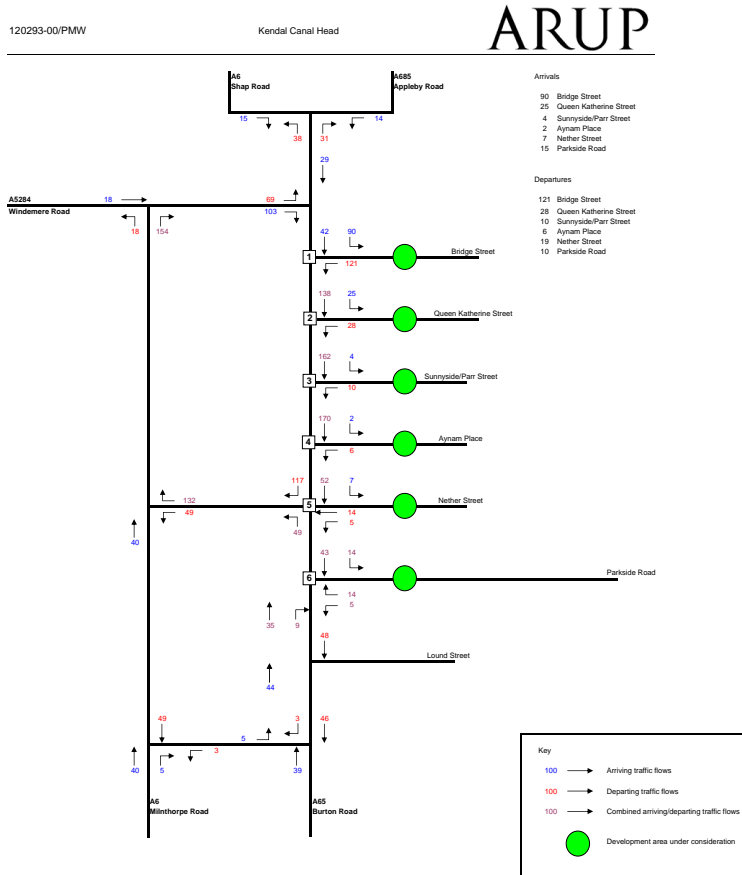 120293-00/PMW Kendal Canal Head ARUP
A6 A685
Shap Road Appleby Road
Arrivals
90 Bridge Street
25 Queen Katherine Street
4 Sunnyside/Parr Street
2 Aynam Place
7 Nether Street
15 Parkside Road
Departures
121 Bridge Street
28 Queen Katherine Street
10 Sunnyside/Parr Street
6 Aynam Place
19 Nether Street
10 Parkside Road
15 14
38 31
29
A5284 18 69
Windemere Road 103
18 154
42 90
1 Bridge Street
121
138 25
2 Queen Katherine Street
28
162 4
3 Sunnyside/Parr Street
10
170 2
4 Aynam Place
6
117 52 7
132 5 Nether Street
49 14
49 5
40
43 14
6 Parkside Road
14
35 9 5
48
Lound Street
44
49 3 46
5
3
40 5 39
A6 A65
Milnthorpe Road Burton Road
Key
100 Arriving traffic flows
100 Departing traffic flows
100 Combined arriving/departing traffic flows
Development area under consideration